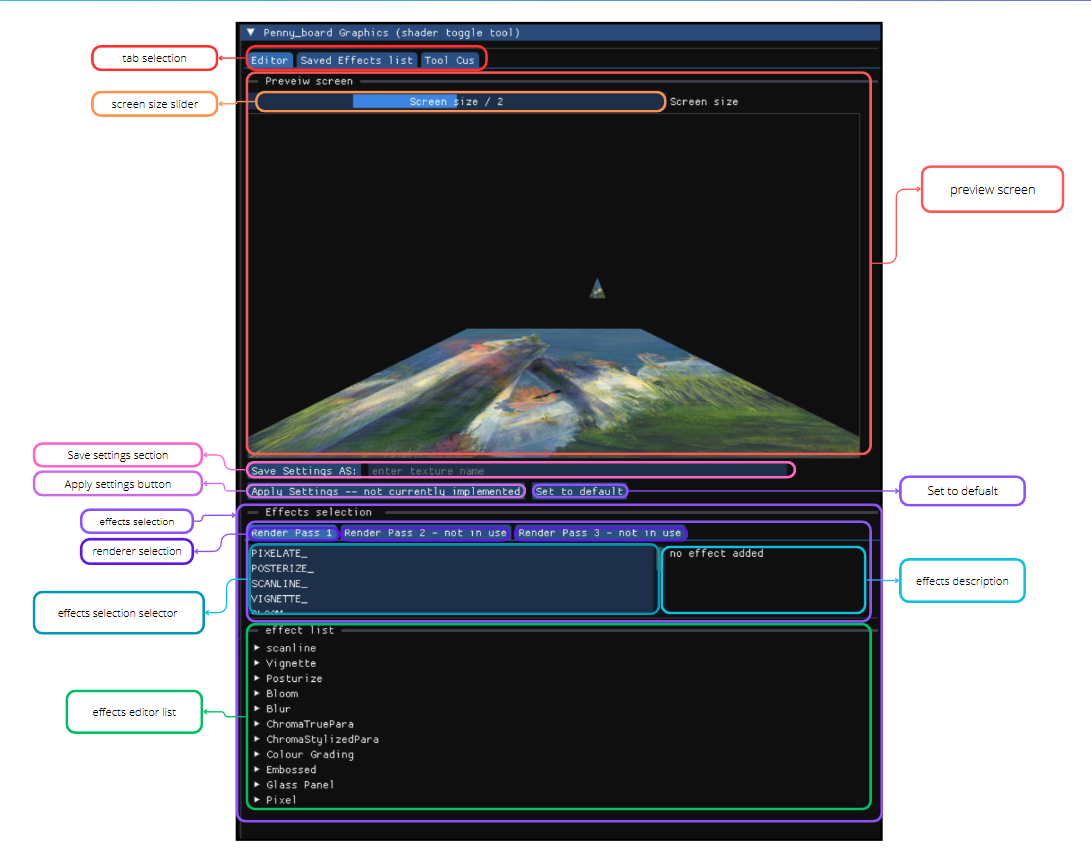 Penny_board Graphics (shader toggle tool)
tab selection
Editor Saved Effects list Tool Cus
Preveiw screen
screen size slider
Screen size / 2 Screen size
preview screen
Save settings section
Save Settings AS: enter texture name
Apply settings button
Apply Settings -- not currently implemented Set to default
Set to defualt
effects selection
Effects selection
renderer selection
Render Pass 1 Render Pass 2 - not in use Render Pass 3 - not in use
PIXELATE_
no effect added
POSTERIZE_
SCANLINE_
VIGNETTE_
effects description
effects selection selector
effect list
scanline
Vignette
Posturize
Bloom
Blur
effects editor list
ChromaTruePara
ChromaStylizedPara
Colour Grading
Embossed
Glass Panel
Pixel